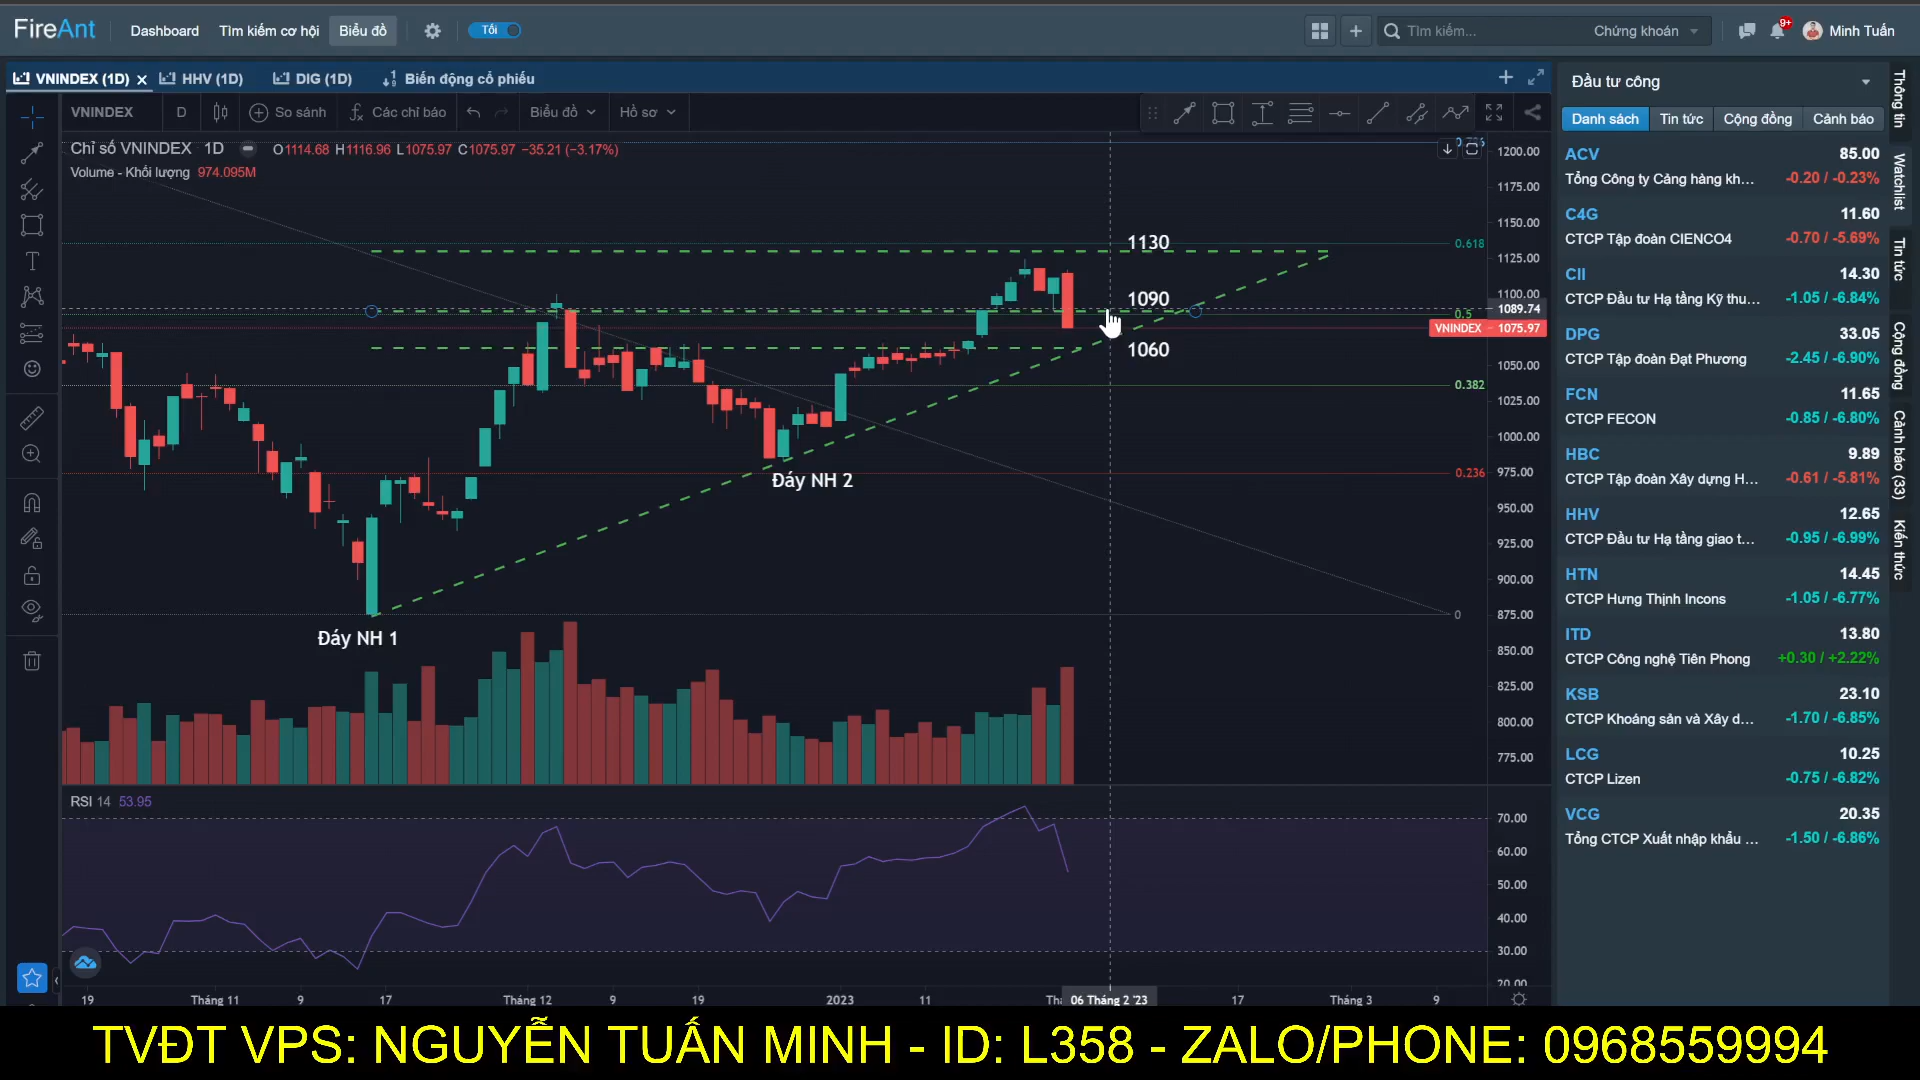 FireAnt Dashboard Tìm kiếm cơ hội Biểu đồ Tối Tìm kiếm... Chứng khoán 9+ Minh Tuấn
VNINDEX (1D) HHV (1D) DIG (1D) Biến động cổ phiếu
VNINDEX D So sánh Các chỉ báo Biểu đồ Hồ sơ
Chỉ số VNINDEX 1D O1114.68 H1116.96 L1075.97 C1075.97 −35.21 (−3.17%)
Volume - Khối lượng 974.095M
1130
1090
1060
Đáy NH 2
Đáy NH 1
0.618
0.5
0.382
0.236
0
1200.00
1175.00
1150.00
1125.00
1100.00
1089.74
VNINDEX 1075.97
1050.00
1025.00
1000.00
975.00
950.00
925.00
900.00
875.00
850.00
825.00
800.00
775.00
RSI 14 53.95
70.00
60.00
50.00
40.00
30.00
20.00
19 Tháng 11 9 17 Tháng 12 9 19 2023 11 06 Tháng 2 '23 17 Tháng 3 9
Đầu tư công
Danh sách Tin tức Cộng đồng Cảnh báo
ACV 85.00
Tổng Công ty Cảng hàng kh... -0.20 / -0.23%
C4G 11.60
CTCP Tập đoàn CIENCO4 -0.70 / -5.69%
CII 14.30
CTCP Đầu tư Hạ tầng Kỹ thu... -1.05 / -6.84%
DPG 33.05
CTCP Tập đoàn Đạt Phương -2.45 / -6.90%
FCN 11.65
CTCP FECON -0.85 / -6.80%
HBC 9.89
CTCP Tập đoàn Xây dựng H... -0.61 / -5.81%
HHV 12.65
CTCP Đầu tư Hạ tầng giao t... -0.95 / -6.99%
HTN 14.45
CTCP Hưng Thịnh Incons -1.05 / -6.77%
ITD 13.80
CTCP Công nghệ Tiên Phong +0.30 / +2.22%
KSB 23.10
CTCP Khoáng sản và Xây d... -1.70 / -6.85%
LCG 10.25
CTCP Lizen -0.75 / -6.82%
VCG 20.35
Tổng CTCP Xuất nhập khẩu ... -1.50 / -6.86%
Thông tin
Watchlist
Tin tức
Cộng đồng
Cảnh báo (33)
Kiến thức
TVĐT VPS: NGUYỄN TUẤN MINH - ID: L358 - ZALO/PHONE: 0968559994